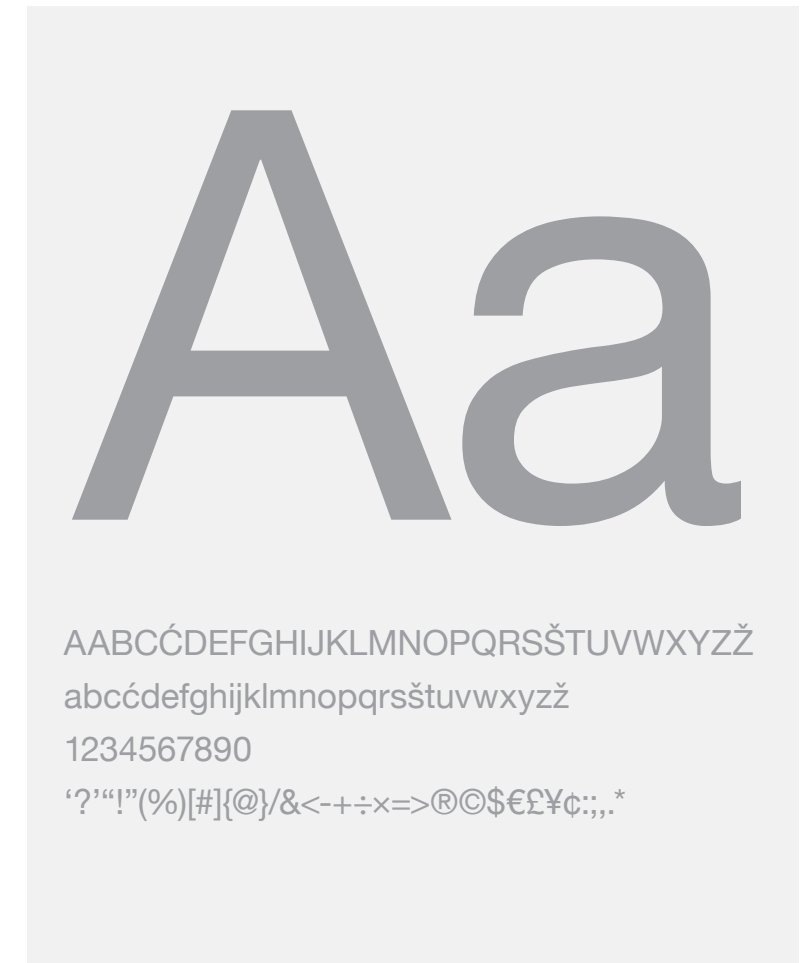 Aa
AABCĆDEFGHIJKLMNOPQRSŠTUVWXYZŽ
abcćdefghijklmnopqrsštuvwxyzž
1234567890
‘?’“!”(%)[#]{@}/&<-+÷×=>®©$€£¥¢:;,.*